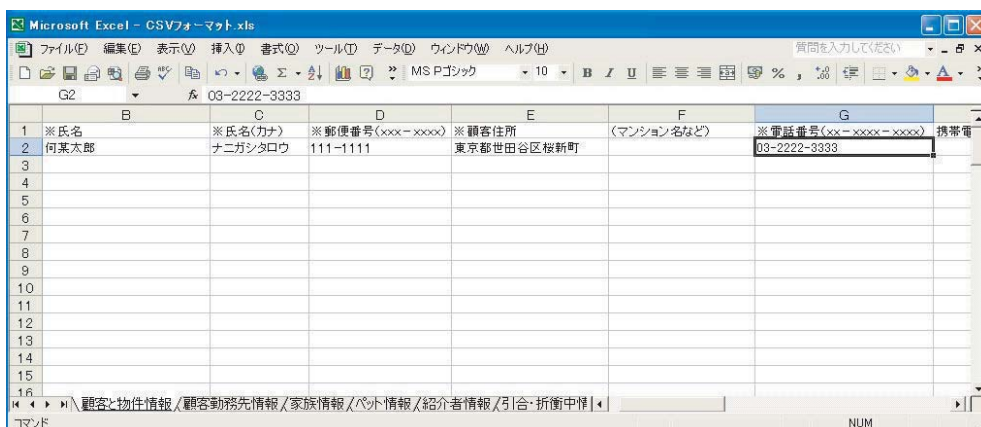 Microsoft Excel - CSVフォーマット.xls
ファイル(F) 編集(E) 表示(V) 挿入(I) 書式(O) ツール(T) データ(D) ウィンドウ(W) ヘルプ(H) 質問を入力してください
MS Pゴシック 10 B I U
G2 fx 03-2222-3333
B C D E F G
1 ※氏名 ※氏名(カナ) ※郵便番号(xxx-xxxx) ※顧客住所 (マンション名など) ※電話番号(xx-xxxx-xxxx) 携帯電
2 何某太郎 ナニガシタロウ 111-1111 東京都世田谷区桜新町 03-2222-3333
3
4
5
6
7
8
9
10
11
12
13
14
15
16
顧客と物件情報 / 顧客勤務先情報 / 家族情報 / ペット情報 / 紹介者情報 / 引合・折衝中情
コマンド NUM